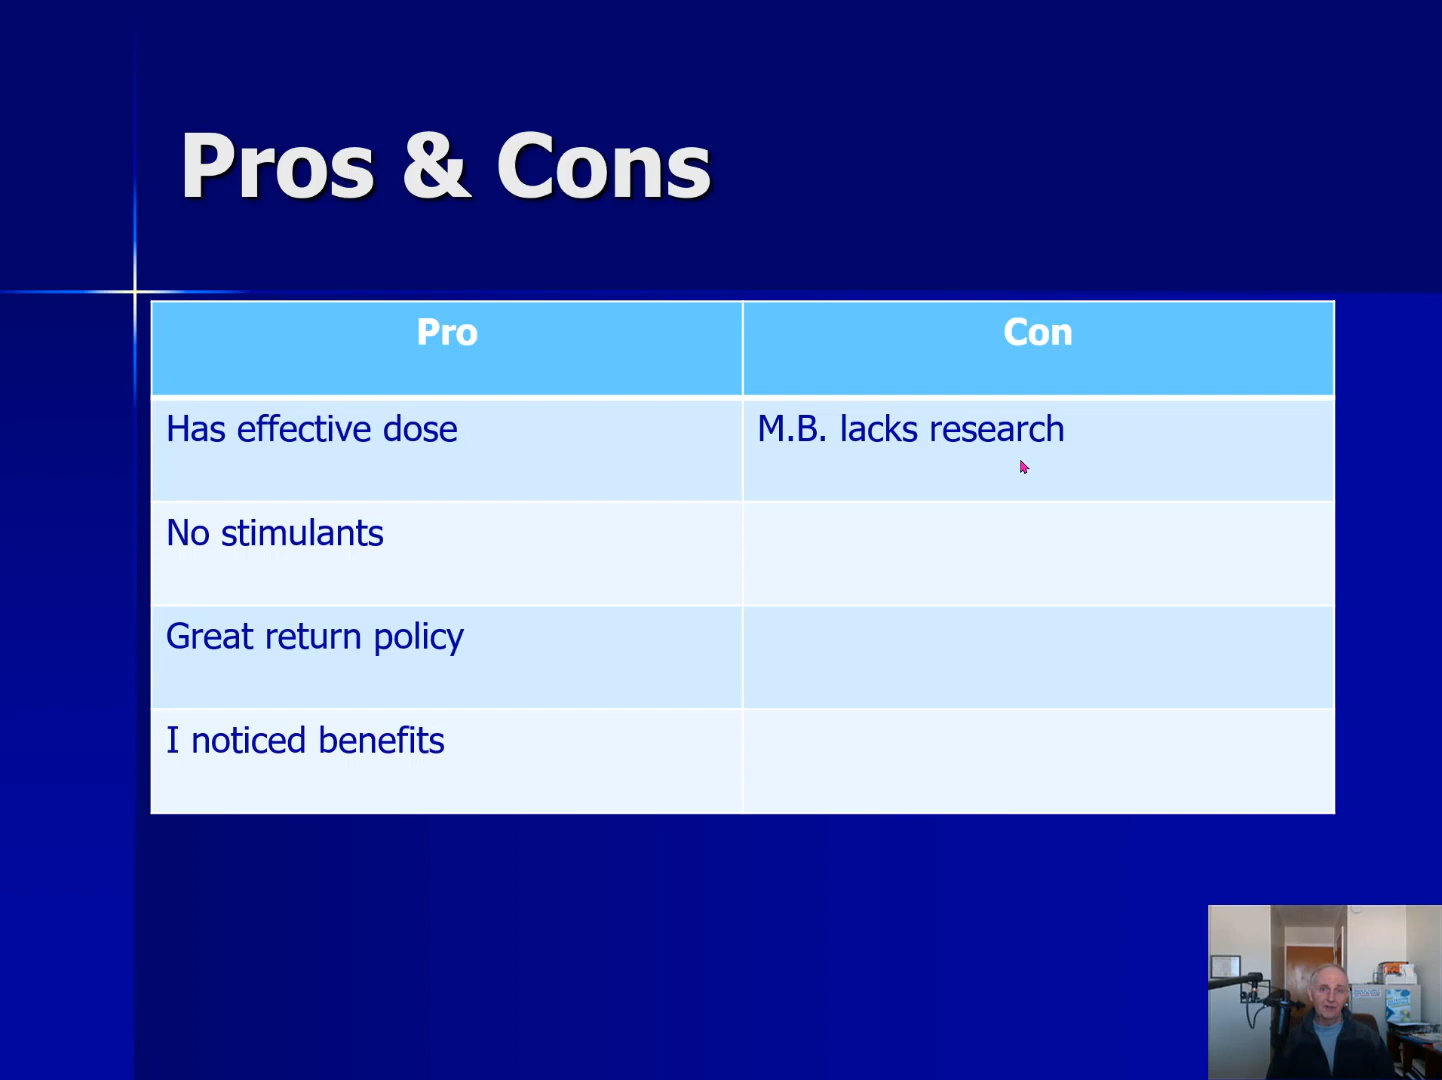 Pros & Cons
Pro
Con
Has effective dose
M.B. lacks research
No stimulants
Great return policy
I noticed benefits